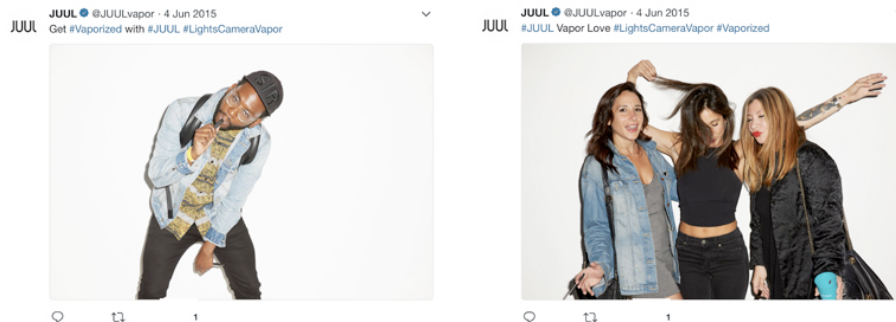 JUUL @JUULvapor · 4 Jun 2015
JUUL
Get #Vaporized with #JUUL #LightsCameraVapor
1
JUUL @JUULvapor · 4 Jun 2015
JUUL
#JUUL Vapor Love #LightsCameraVapor #Vaporized
1